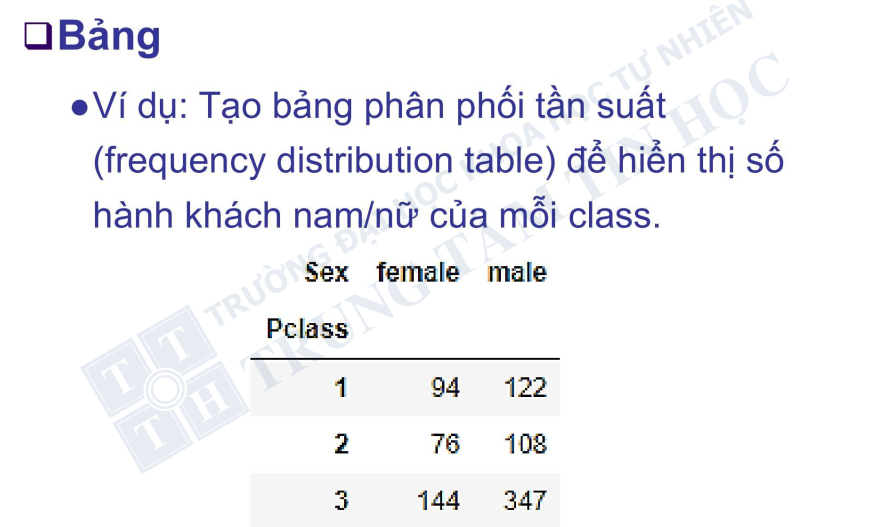 ❑Bảng
●Ví dụ: Tạo bảng phân phối tần suất
(frequency distribution table) để hiển thị số
hành khách nam/nữ của mỗi class.
Sex female male
Pclass
1 94 122
2 76 108
3 144 347
TRƯỜNG ĐẠI HỌC KHOA HỌC TỰ NHIÊN
TRUNG TÂM TIN HỌC
T T
T H